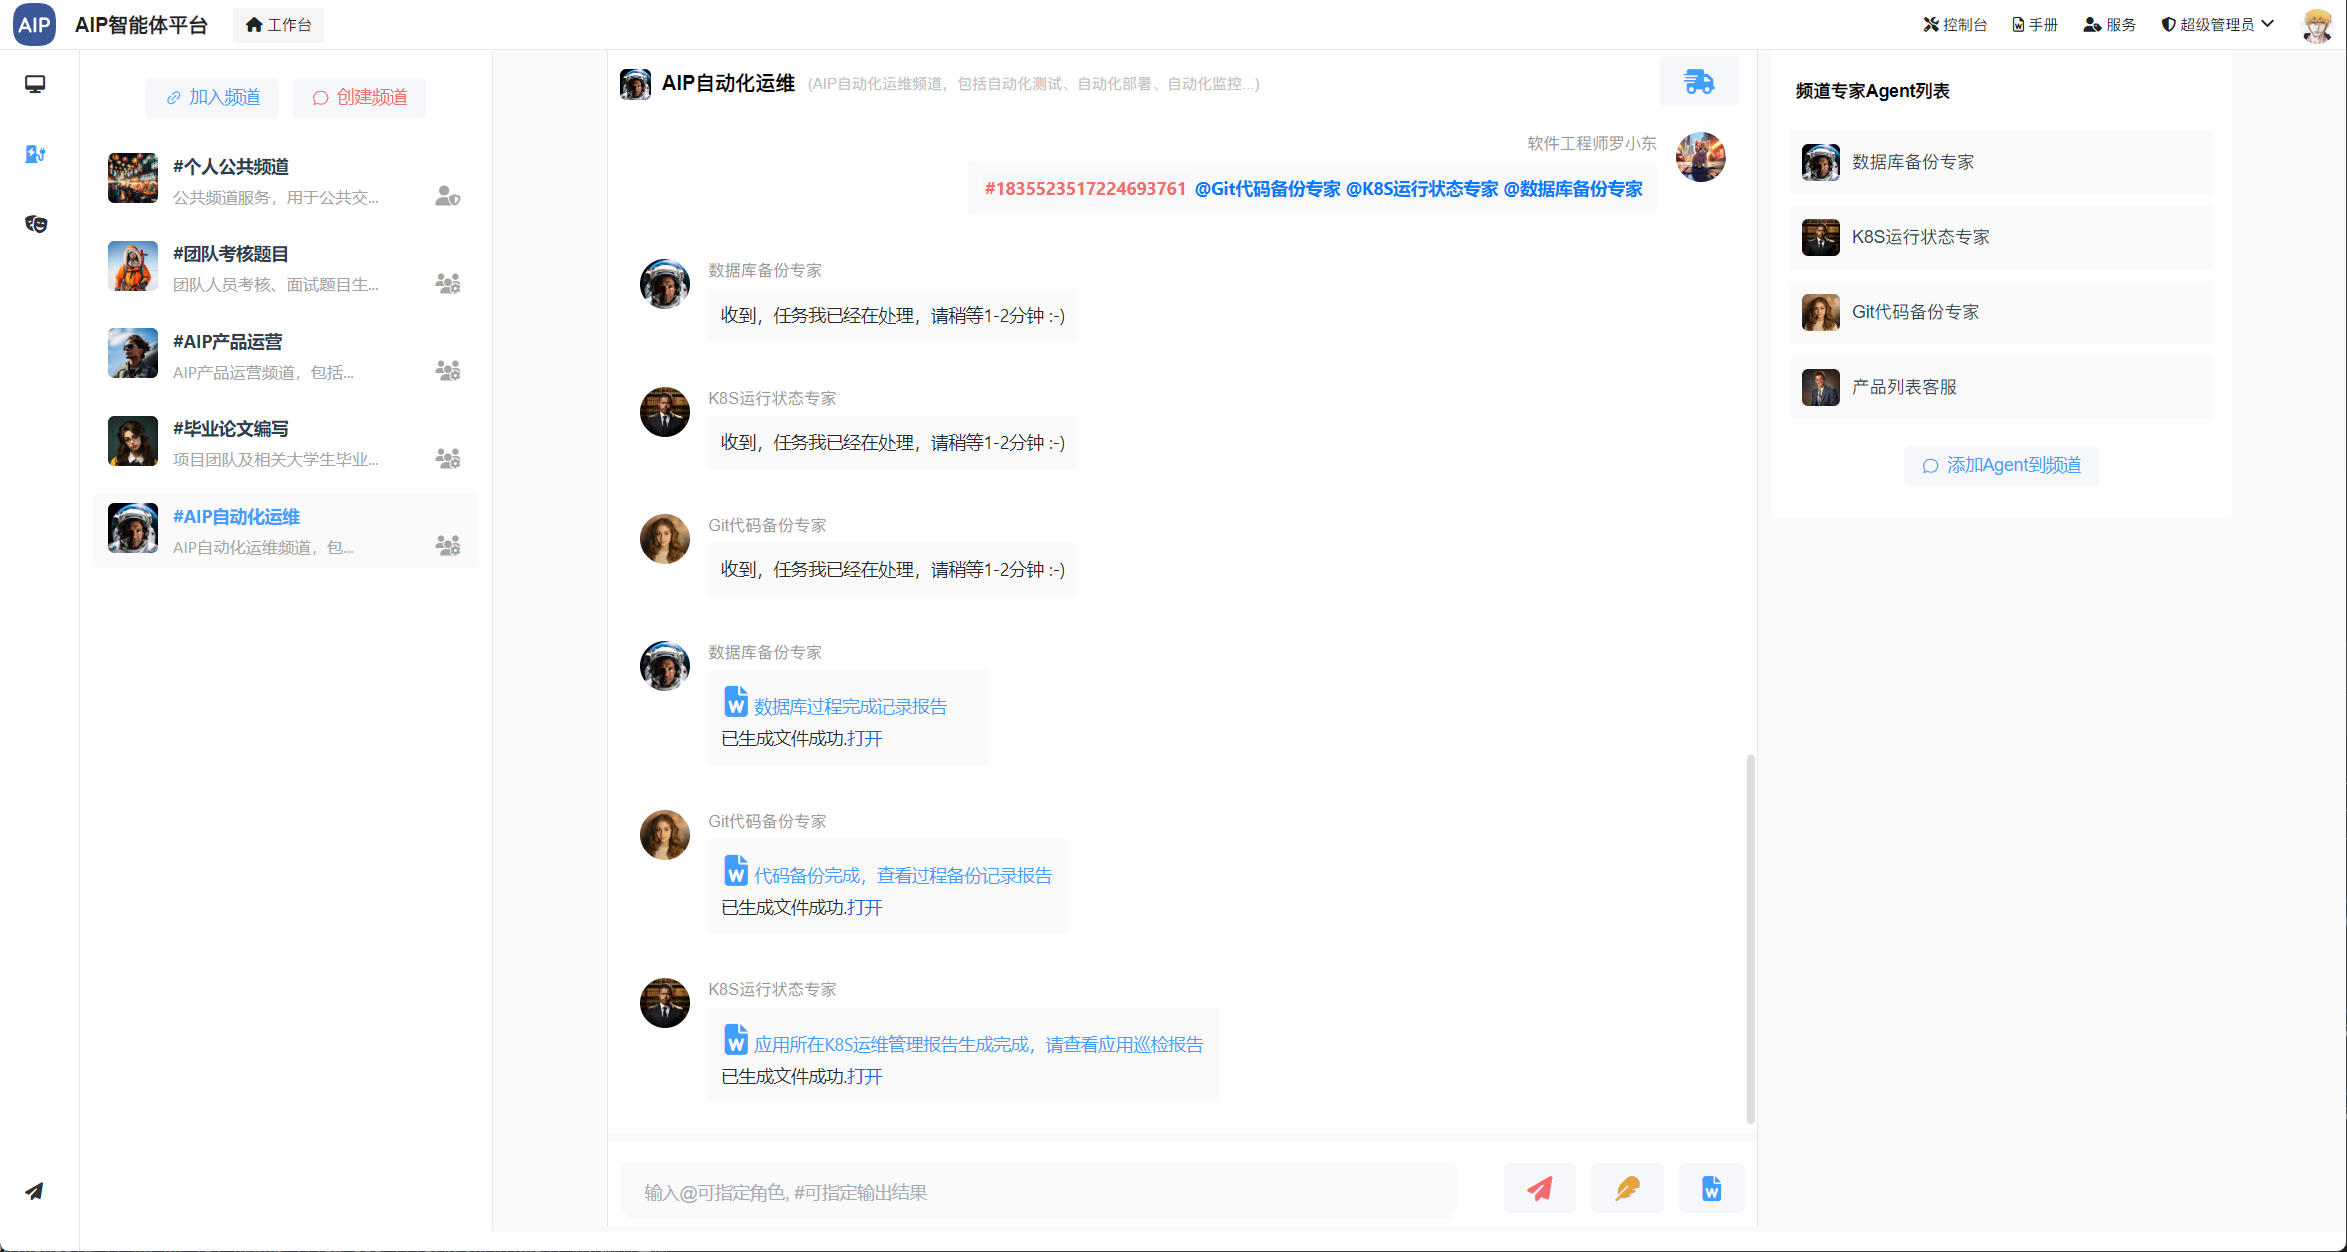 AIP
AIP智能体平台
工作台
控制台
手册
服务
超级管理员
加入频道
创建频道
#个人公共频道
公共频道服务，用于公共交...
#团队考核题目
团队人员考核、面试题目生...
#AIP产品运营
AIP产品运营频道，包括...
#毕业论文编写
项目团队及相关大学生毕业...
#AIP自动化运维
AIP自动化运维频道，包...
AIP自动化运维 (AIP自动化运维频道，包括自动化测试、自动化部署、自动化监控...)
软件工程师罗小东
#1835523517224693761 @Git代码备份专家 @K8S运行状态专家 @数据库备份专家
数据库备份专家
收到，任务我已经在处理，请稍等1-2分钟 :-)
K8S运行状态专家
收到，任务我已经在处理，请稍等1-2分钟 :-)
Git代码备份专家
收到，任务我已经在处理，请稍等1-2分钟 :-)
数据库备份专家
数据库过程完成记录报告
已生成文件成功.打开
Git代码备份专家
代码备份完成，查看过程备份记录报告
已生成文件成功.打开
K8S运行状态专家
应用所在K8S运维管理报告生成完成，请查看应用巡检报告
已生成文件成功.打开
输入@可指定角色, #可指定输出结果
频道专家Agent列表
数据库备份专家
K8S运行状态专家
Git代码备份专家
产品列表客服
添加Agent到频道